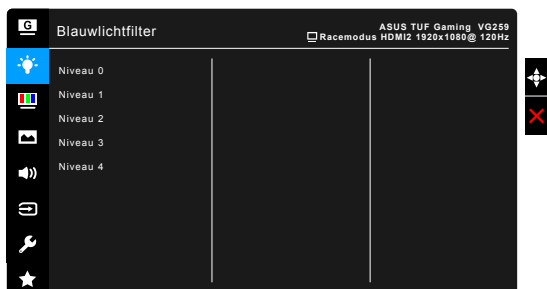 G
Blauwlichtfilter
ASUS TUF Gaming VG259
Racemodus HDMI2 1920x1080@ 120Hz
Niveau 0
Niveau 1
Niveau 2
Niveau 3
Niveau 4